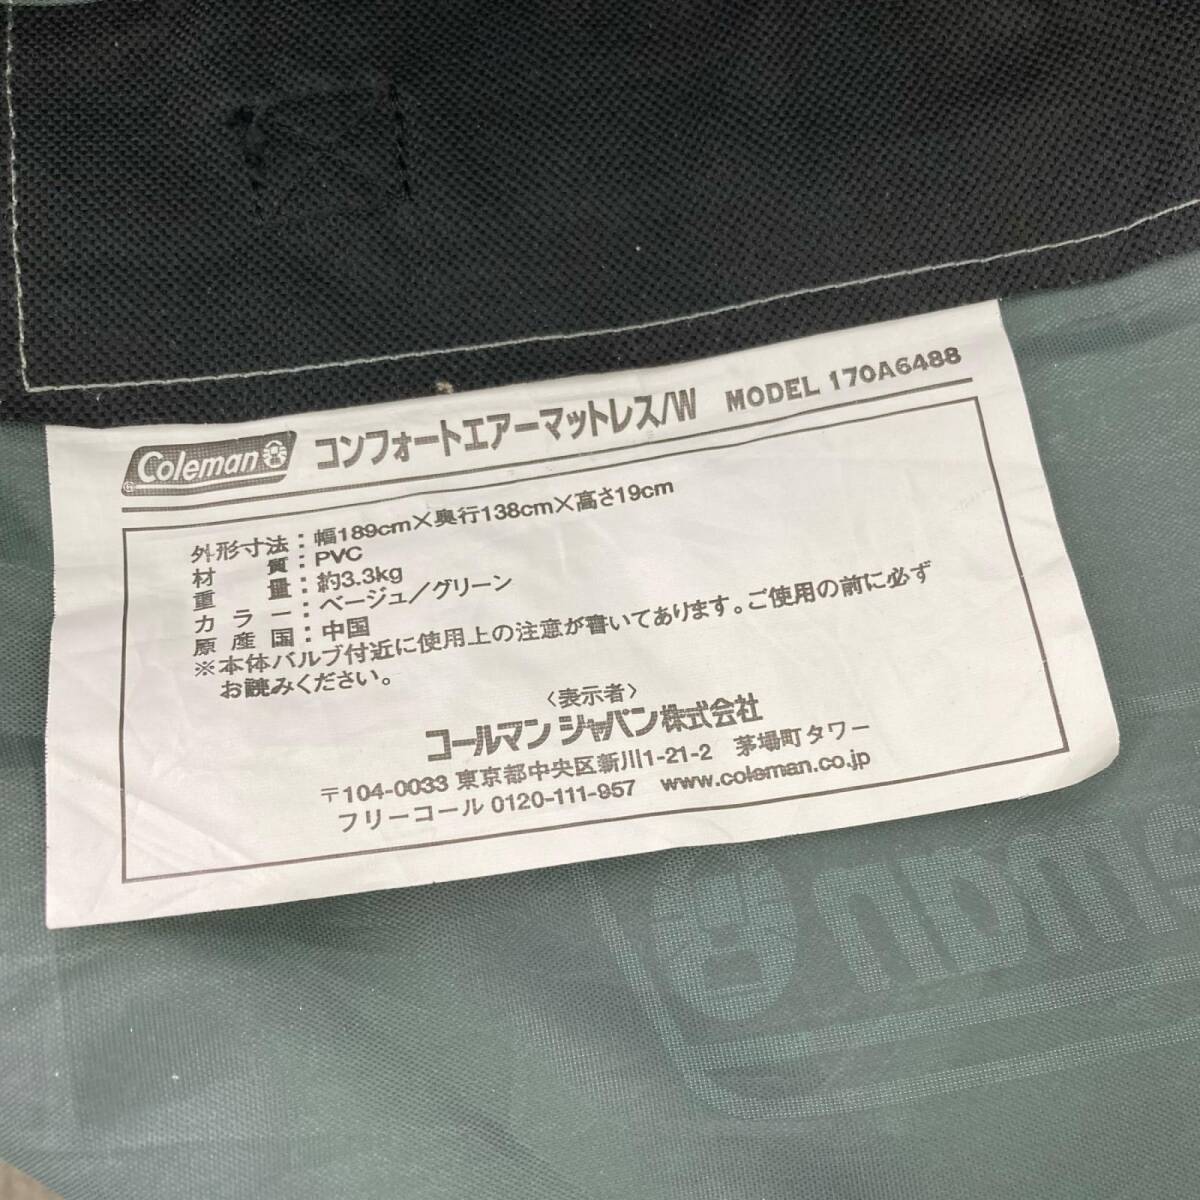 Coleman コンフォートエアーマットレス/W MODEL 170A6488
外形寸法：幅189cm×奥行138cm×高さ19cm
材質：PVC
重量：約3.3kg
カラー：ベージュ／グリーン
原産国：中国
※本体バルブ付近に使用上の注意が書いてあります。ご使用の前に必ず
お読みください。
〈表示者〉
コールマン ジャパン株式会社
〒104-0033 東京都中央区新川1-21-2 茅場町タワー
フリーコール 0120-111-957 www.coleman.co.jp